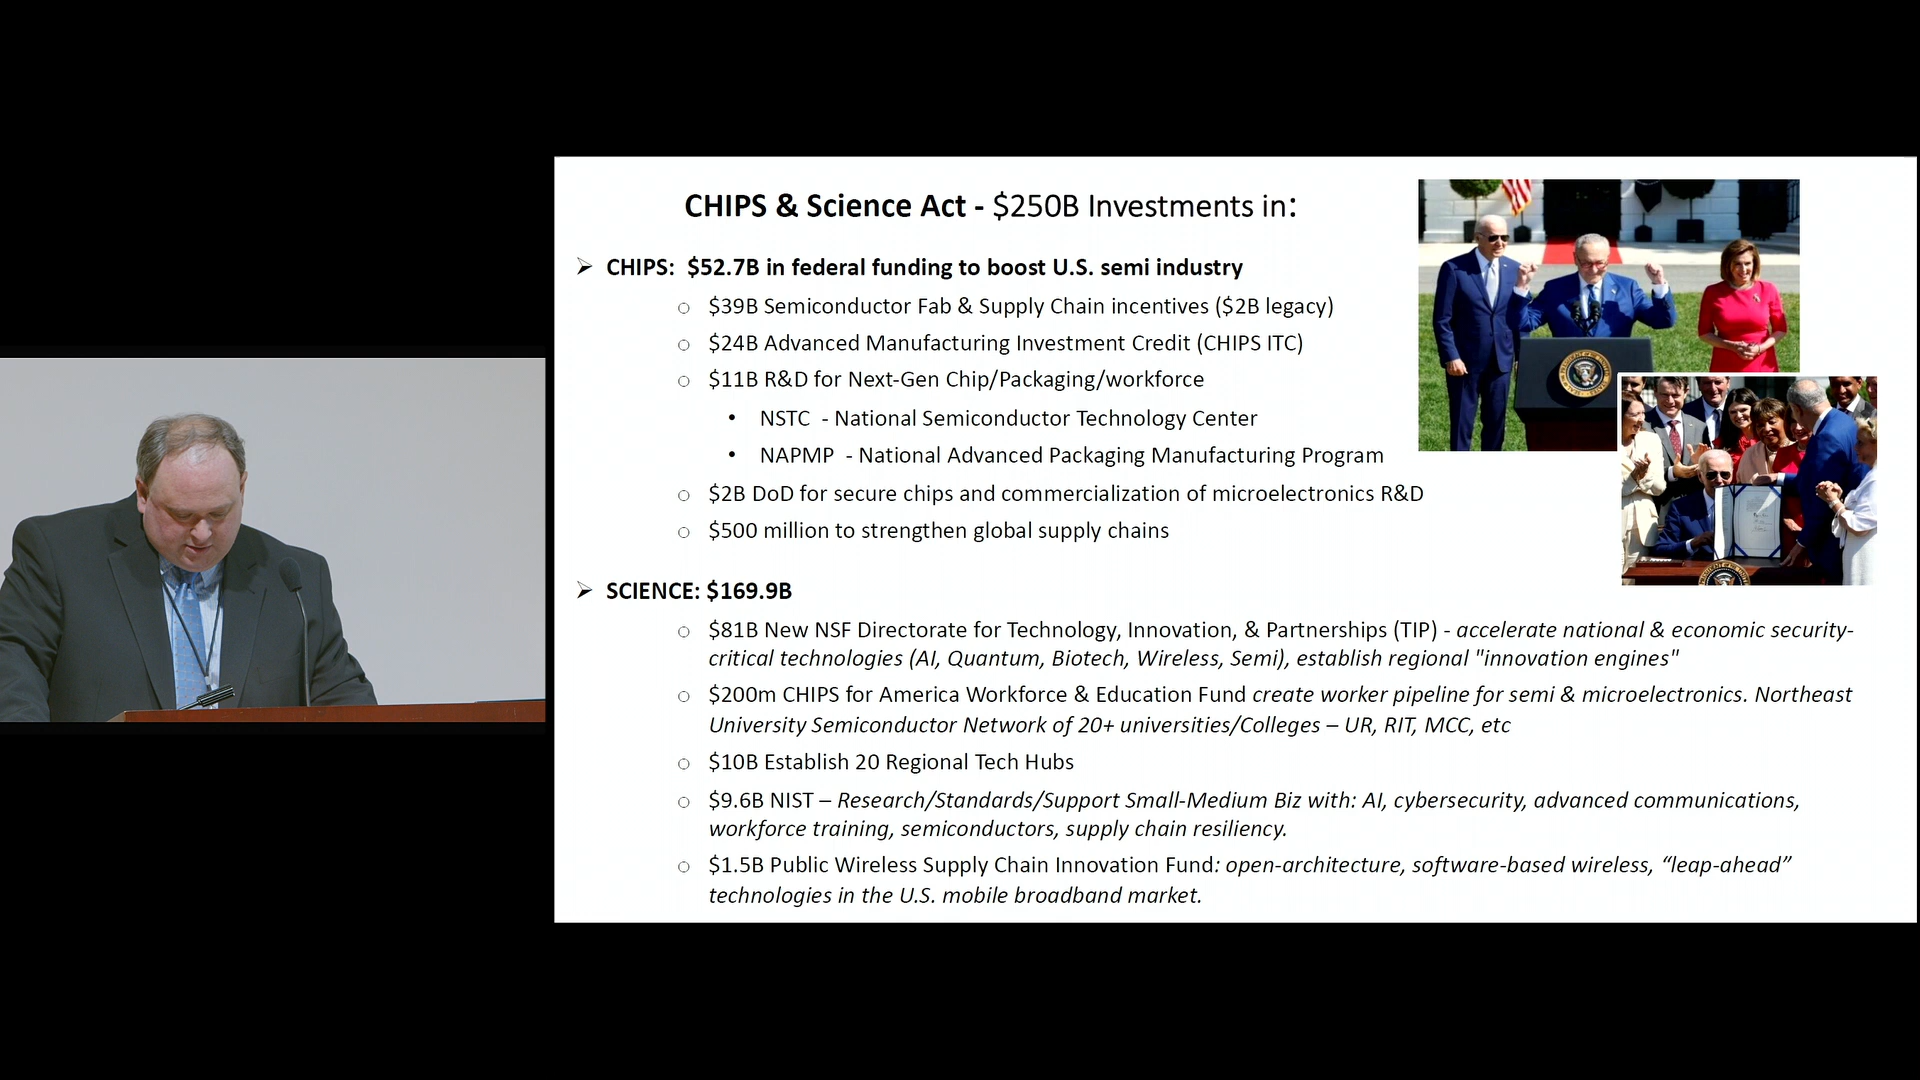 CHIPS & Science Act - $250B Investments in:
➢ CHIPS: $52.7B in federal funding to boost U.S. semi industry
○ $39B Semiconductor Fab & Supply Chain incentives ($2B legacy)
○ $24B Advanced Manufacturing Investment Credit (CHIPS ITC)
○ $11B R&D for Next-Gen Chip/Packaging/workforce
• NSTC - National Semiconductor Technology Center
• NAPMP - National Advanced Packaging Manufacturing Program
○ $2B DoD for secure chips and commercialization of microelectronics R&D
○ $500 million to strengthen global supply chains
➢ SCIENCE: $169.9B
○ $81B New NSF Directorate for Technology, Innovation, & Partnerships (TIP) - accelerate national & economic security-
critical technologies (AI, Quantum, Biotech, Wireless, Semi), establish regional "innovation engines"
○ $200m CHIPS for America Workforce & Education Fund create worker pipeline for semi & microelectronics. Northeast
University Semiconductor Network of 20+ universities/Colleges – UR, RIT, MCC, etc
○ $10B Establish 20 Regional Tech Hubs
○ $9.6B NIST – Research/Standards/Support Small-Medium Biz with: AI, cybersecurity, advanced communications,
workforce training, semiconductors, supply chain resiliency.
○ $1.5B Public Wireless Supply Chain Innovation Fund: open-architecture, software-based wireless, “leap-ahead”
technologies in the U.S. mobile broadband market.